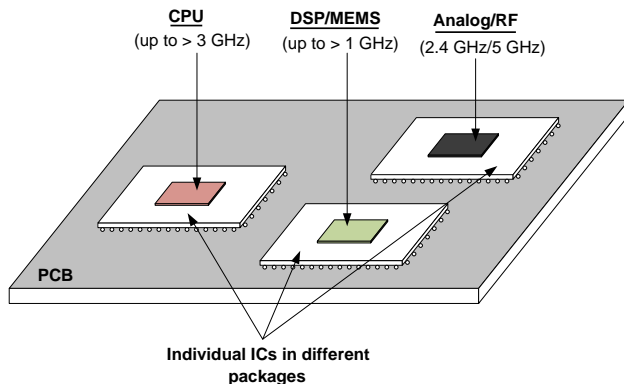 CPU
(up to > 3 GHz)
DSP/MEMS
(up to > 1 GHz)
Analog/RF
(2.4 GHz/5 GHz)
PCB
Individual ICs in different
packages